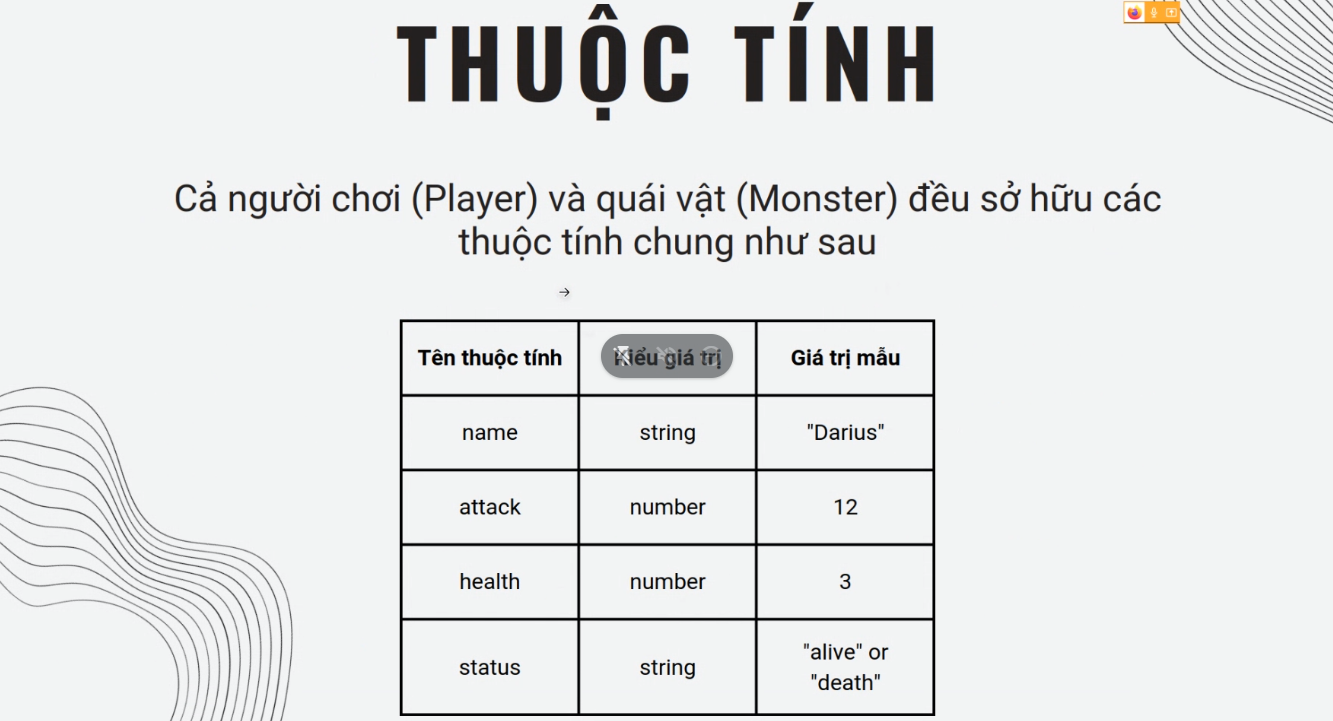 THUỘC TÍNH
Cả người chơi (Player) và quái vật (Monster) đều sở hữu các
thuộc tính chung như sau
Tên thuộc tính
Kiểu giá trị
Giá trị mẫu
name
string
"Darius"
attack
number
12
health
number
3
status
string
"alive" or
"death"